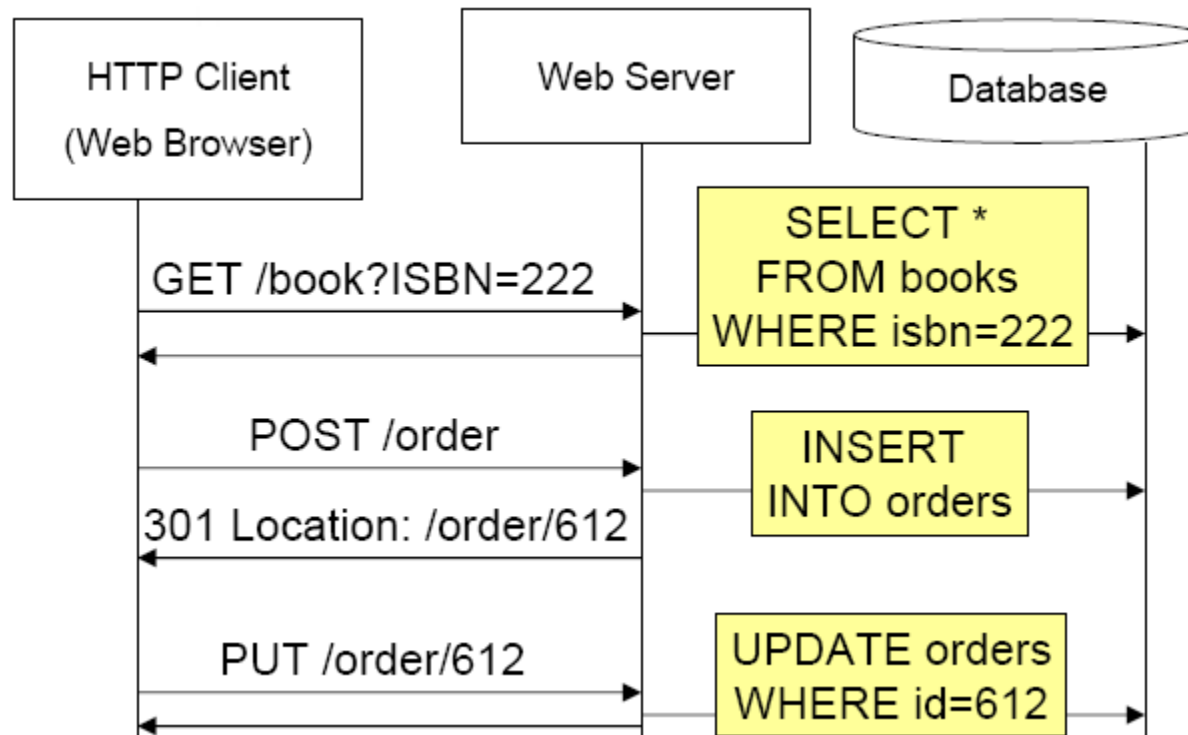 HTTP Client
(Web Browser)
Web Server
Database
GET /book?ISBN=222
SELECT *
FROM books
WHERE isbn=222
POST /order
INSERT
INTO orders
301 Location: /order/612
PUT /order/612
UPDATE orders
WHERE id=612